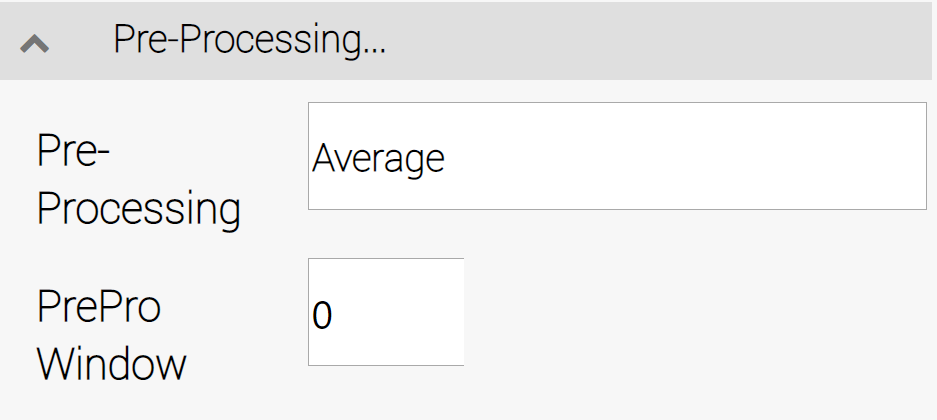 Pre-Processing...
Pre-
Processing
Average
PrePro
Window
0